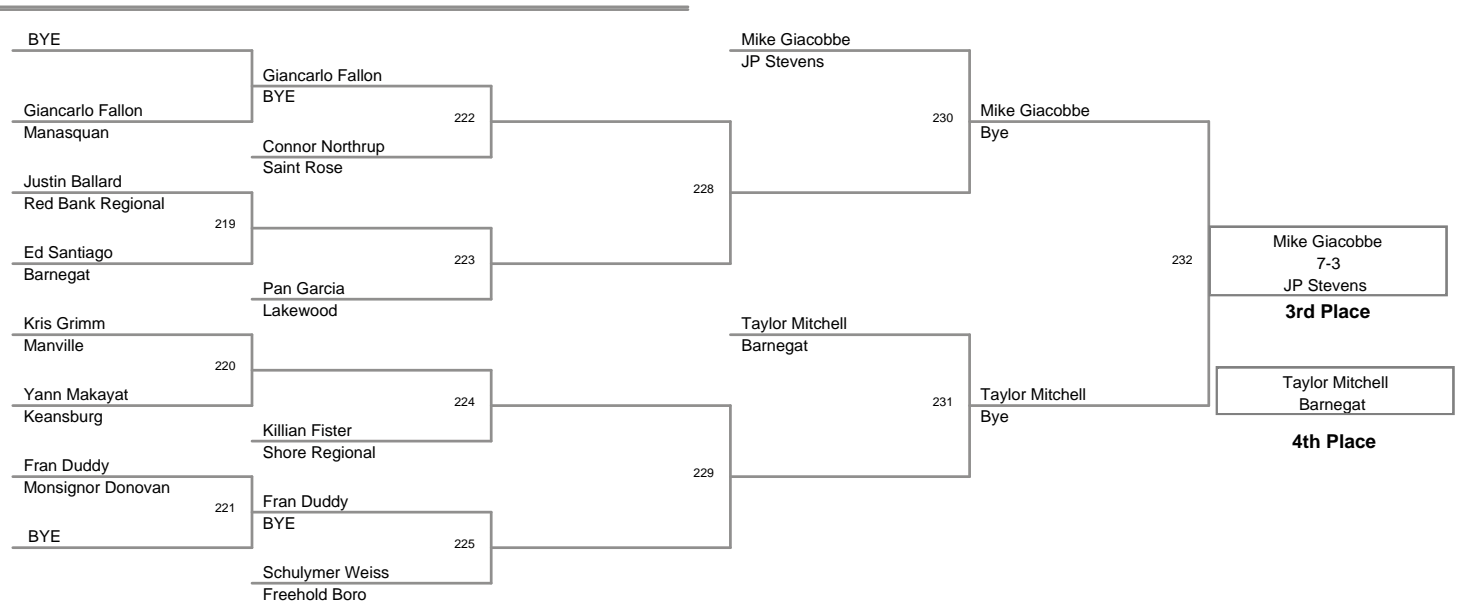 BYE
Giancarlo Fallon
Manasquan
Justin Ballard
Red Bank Regional
219
Ed Santiago
Barnegat
Kris Grimm
Manville
220
Yann Makayat
Keansburg
Fran Duddy
Monsignor Donovan
221
BYE
Giancarlo Fallon
BYE
222
Connor Northrup
Saint Rose
223
Pan Garcia
Lakewood
224
Killian Fister
Shore Regional
Fran Duddy
BYE
225
Schulymer Weiss
Freehold Boro
228
229
Mike Giacobbe
JP Stevens
230
Taylor Mitchell
Barnegat
231
Mike Giacobbe
Bye
232
Taylor Mitchell
Bye
Mike Giacobbe
7-3
JP Stevens
3rd Place
Taylor Mitchell
Barnegat
4th Place